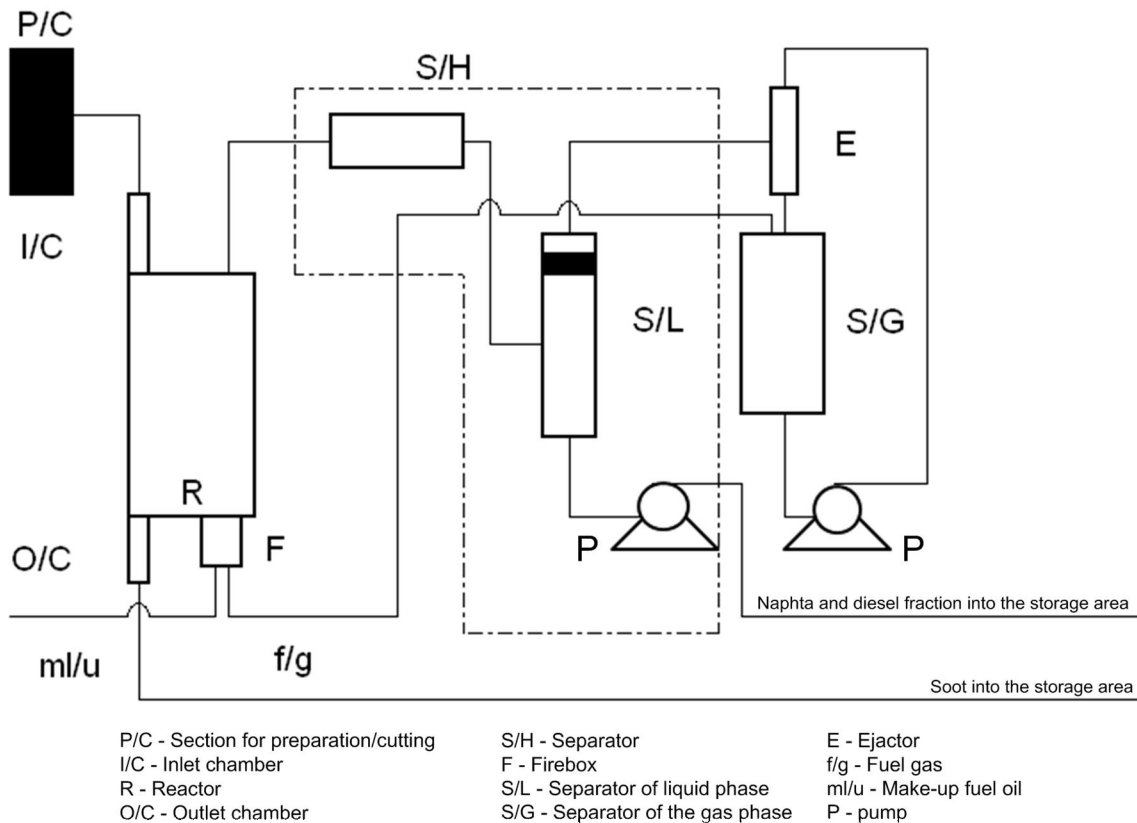 P/C
S/H
E
I/C
S/L
S/G
R
O/C
F
P
P
Naphta and diesel fraction into the storage area
ml/u
f/g
Soot into the storage area
P/C - Section for preparation/cutting
I/C - Inlet chamber
R - Reactor
O/C - Outlet chamber
S/H - Separator
F - Firebox
S/L - Separator of liquid phase
S/G - Separator of the gas phase
E - Ejactor
f/g - Fuel gas
ml/u - Make-up fuel oil
P - pump